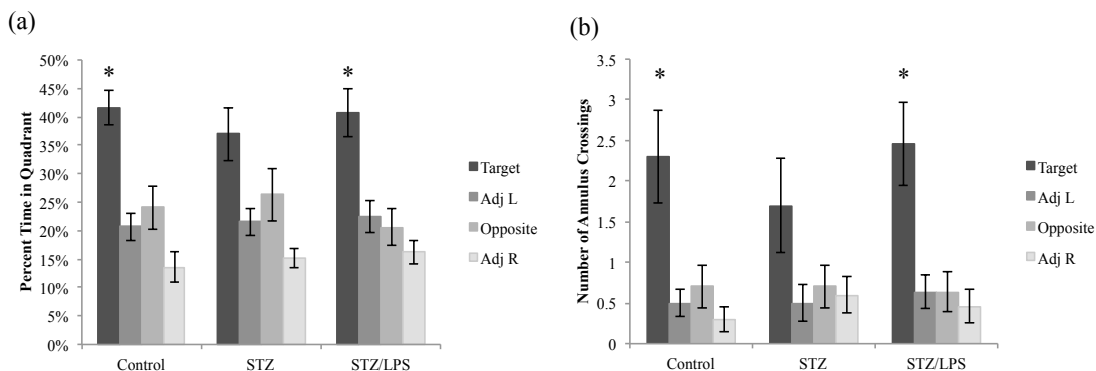 (a)
50%
45%
40%
35%
30%
25%
20%
15%
10%
5%
0%
Percent Time in Quadrant
*
*
Control
STZ
STZ/LPS
Target
Adj L
Opposite
Adj R
(b)
3.5
3
2.5
2
1.5
1
0.5
0
Number of Annulus Crossings
*
*
Control
STZ
STZ/LPS
Target
Adj L
Opposite
Adj R